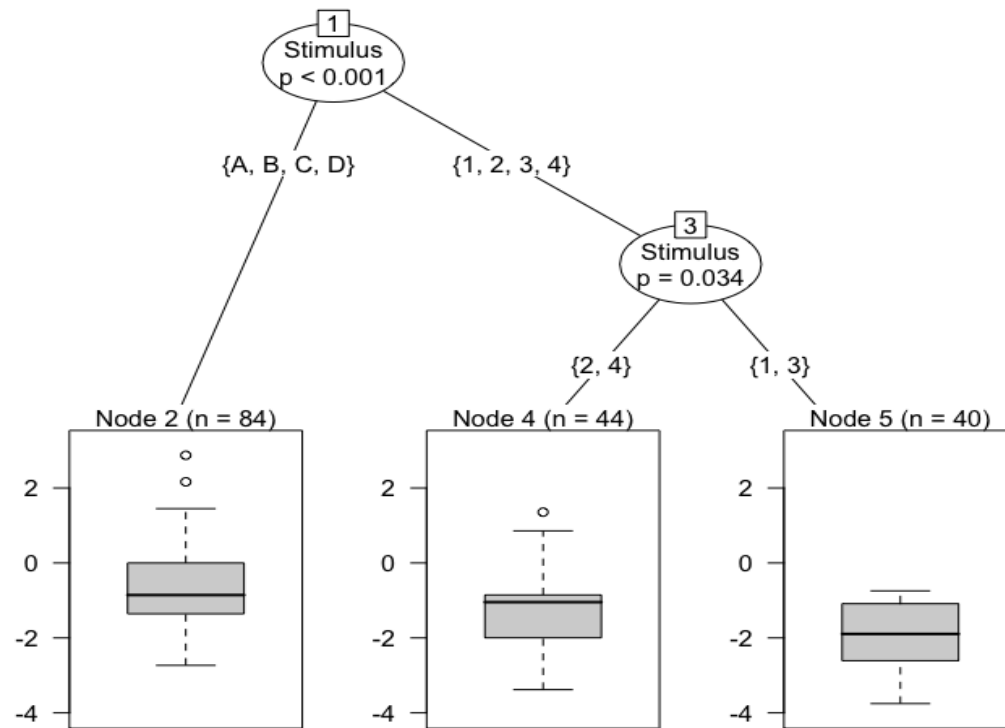 1
Stimulus
p < 0.001
{A, B, C, D}
{1, 2, 3, 4}
3
Stimulus
p = 0.034
{2, 4}
{1, 3}
Node 2 (n = 84)
2
0
-2
-4
Node 4 (n = 44)
2
0
-2
-4
Node 5 (n = 40)
2
0
-2
-4